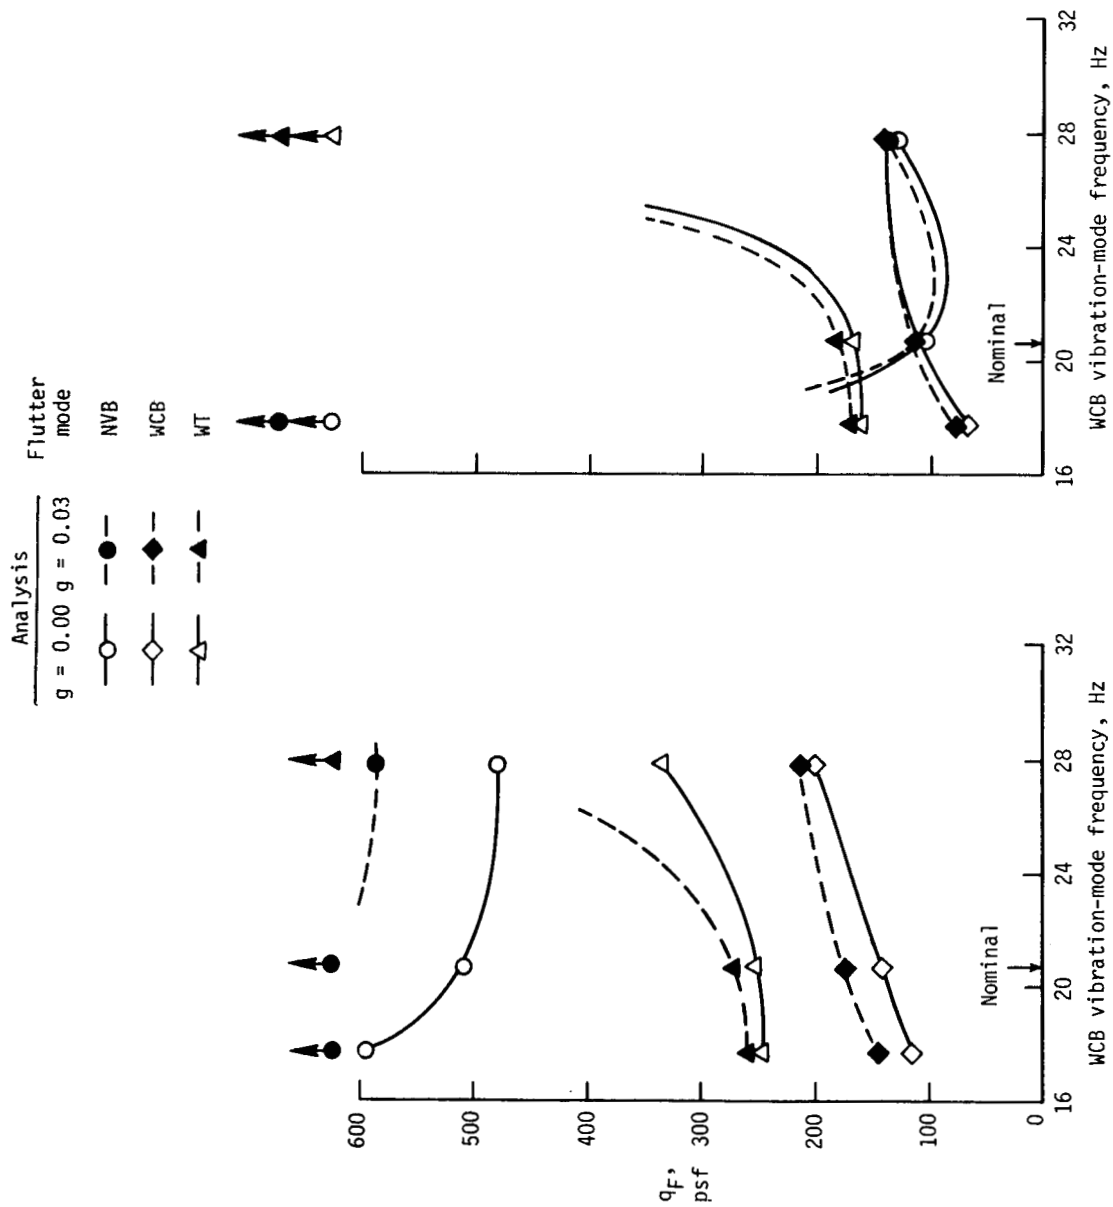 Analysis
Flutter
mode
g = 0.00 g = 0.03
NVB
WCB
WT
600
500
400
300
200
100
0
qF,
psf
Nominal
16
20
24
28
32
WCB vibration-mode frequency, Hz
Nominal
16
20
24
28
32
WCB vibration-mode frequency, Hz